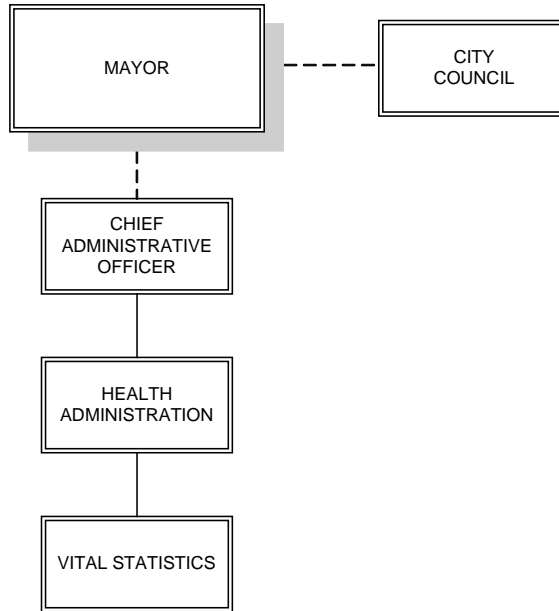 MAYOR
CITY
COUNCIL
CHIEF
ADMINISTRATIVE
OFFICER
HEALTH
ADMINISTRATION
VITAL STATISTICS